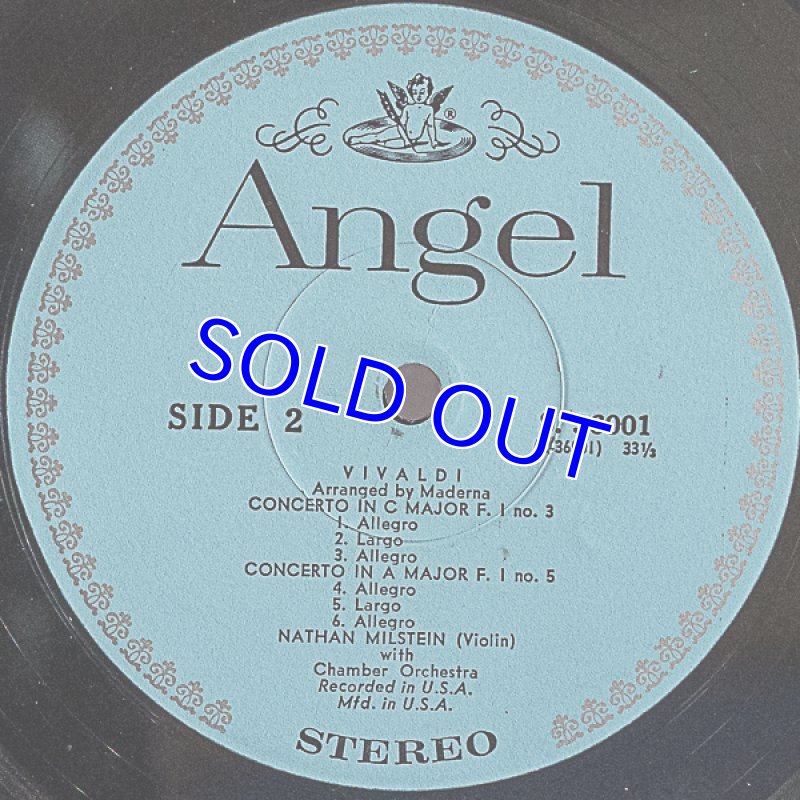 ®
Angel
SOLD OUT
SIDE 2
33⅓
VIVALDI
Arranged by Maderna
CONCERTO IN C MAJOR F. I no. 3
1. Allegro
2. Largo
3. Allegro
CONCERTO IN A MAJOR F. I no. 5
4. Allegro
5. Largo
6. Allegro
NATHAN MILSTEIN (Violin)
with
Chamber Orchestra
Recorded in U.S.A.
Mfd. in U.S.A.
STEREO